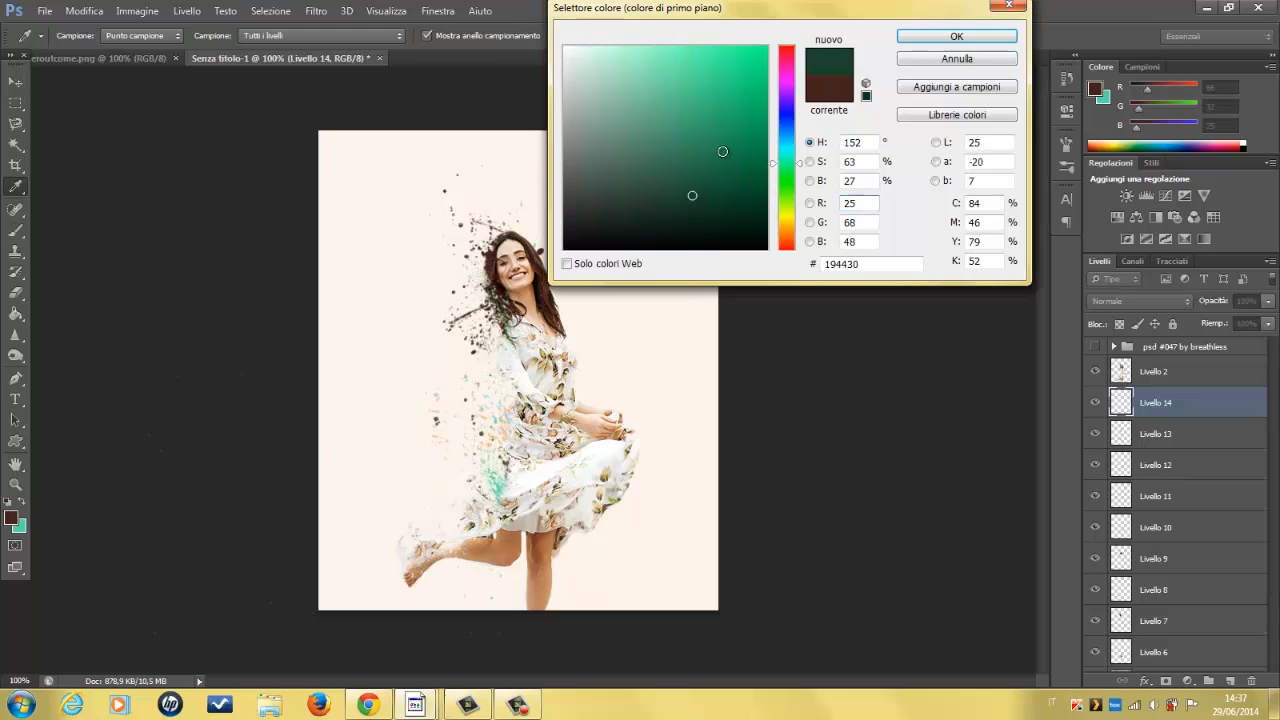 Ps File Modifica Immagine Livello Testo Selezione Filtro 3D Visualizza Finestra Aiuto
Campione: Punto campione Campione: Tutti i livelli Mostra anello campionamento
Essenziali
eroutcome.png @ 100% (RGB/8) × Senza titolo-1 @ 100% (Livello 14, RGB/8) * ×
Selettore colore (colore di primo piano)
nuovo
corrente
OK
Annulla
Aggiungi a campioni
Librerie colori
H: 152 ° L: 25
S: 63 % a: -20
B: 27 % b: 7
R: 25 C: 84 %
G: 68 M: 46 %
B: 48 Y: 79 %
# 194430 K: 52 %
Solo colori Web
Colore Campioni
R 66
G 32
B 25
Regolazioni Stili
Aggiungi una regolazione
Livelli Canali Tracciati
Tipo
Normale Opacità: 100%
Bloc.: Riemp.: 100%
psd #047 by breathless
Livello 2
Livello 14
Livello 13
Livello 12
Livello 11
Livello 10
Livello 9
Livello 8
Livello 7
Livello 6
100% Doc: 878,9 KB/10,5 MB
IT
14:37
29/06/2014